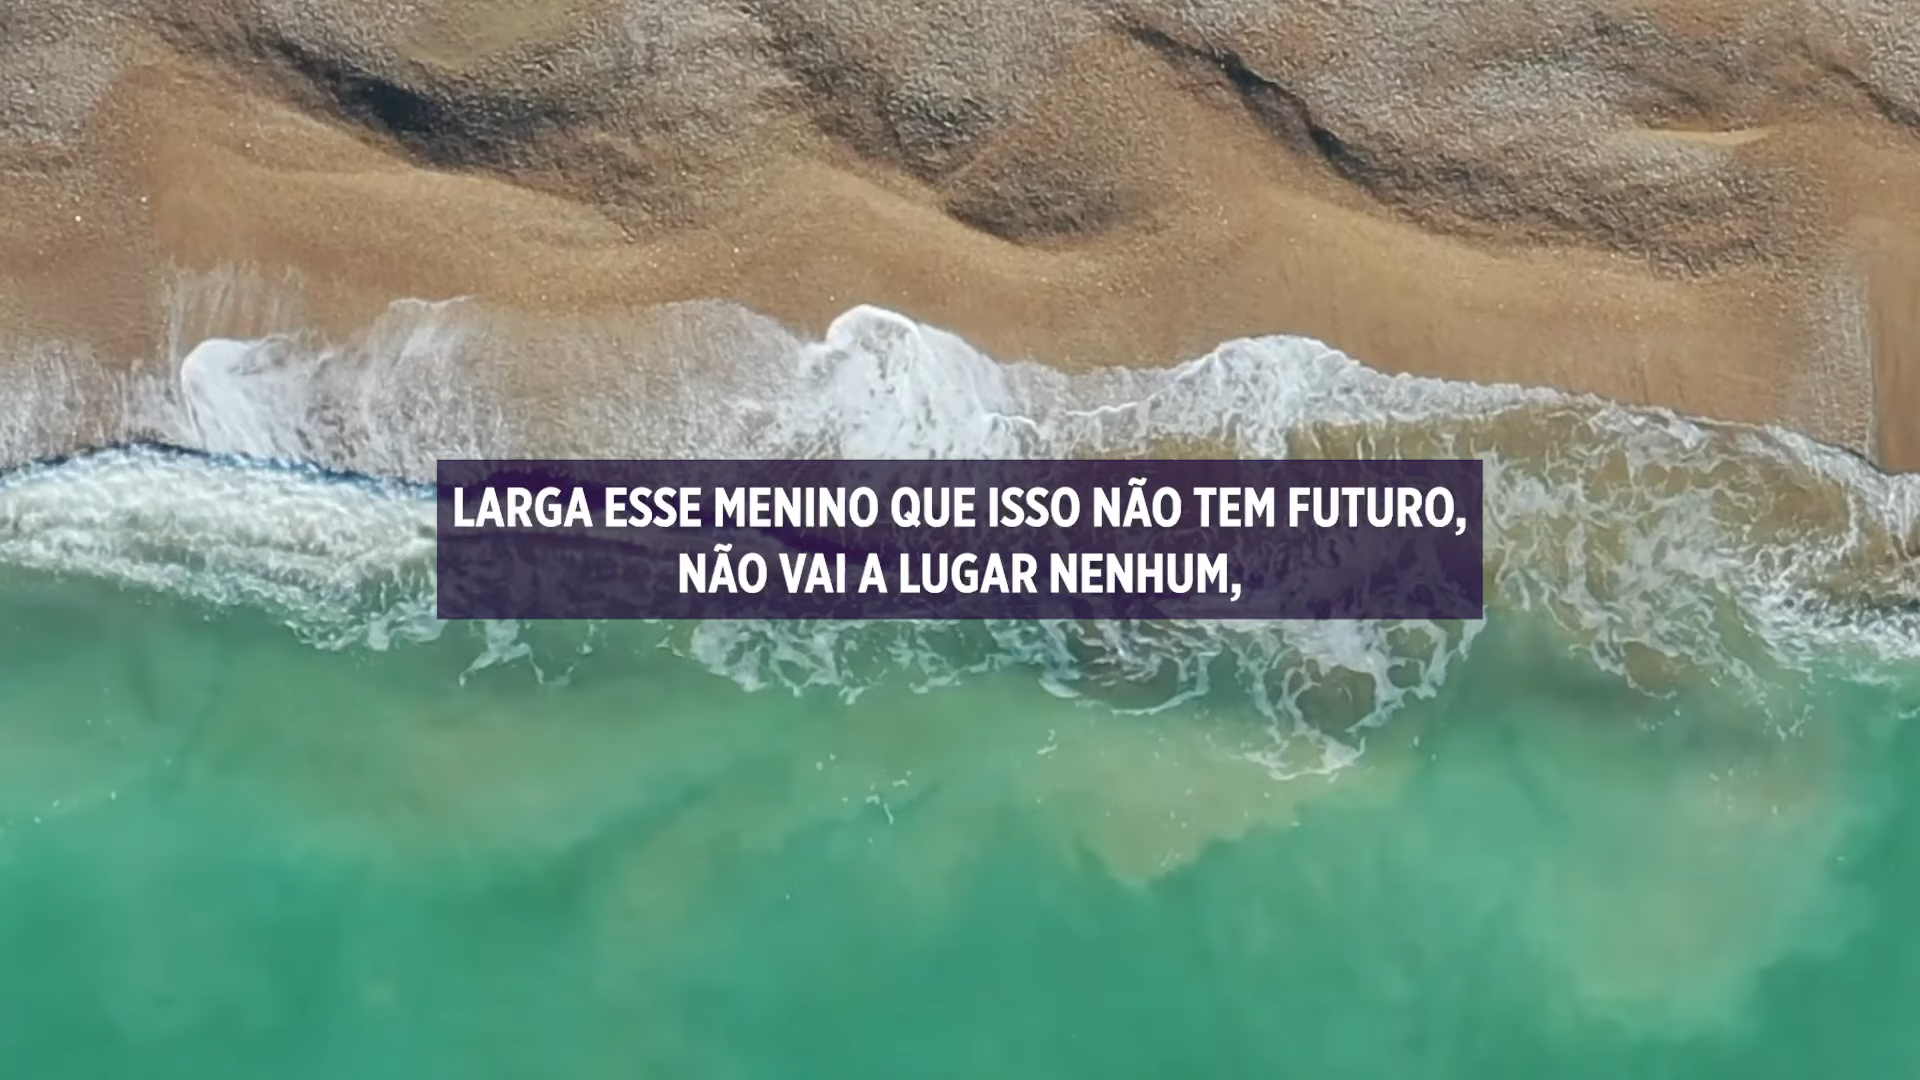 LARGA ESSE MENINO QUE ISSO NÃO TEM FUTURO,
NÃO VAI A LUGAR NENHUM,